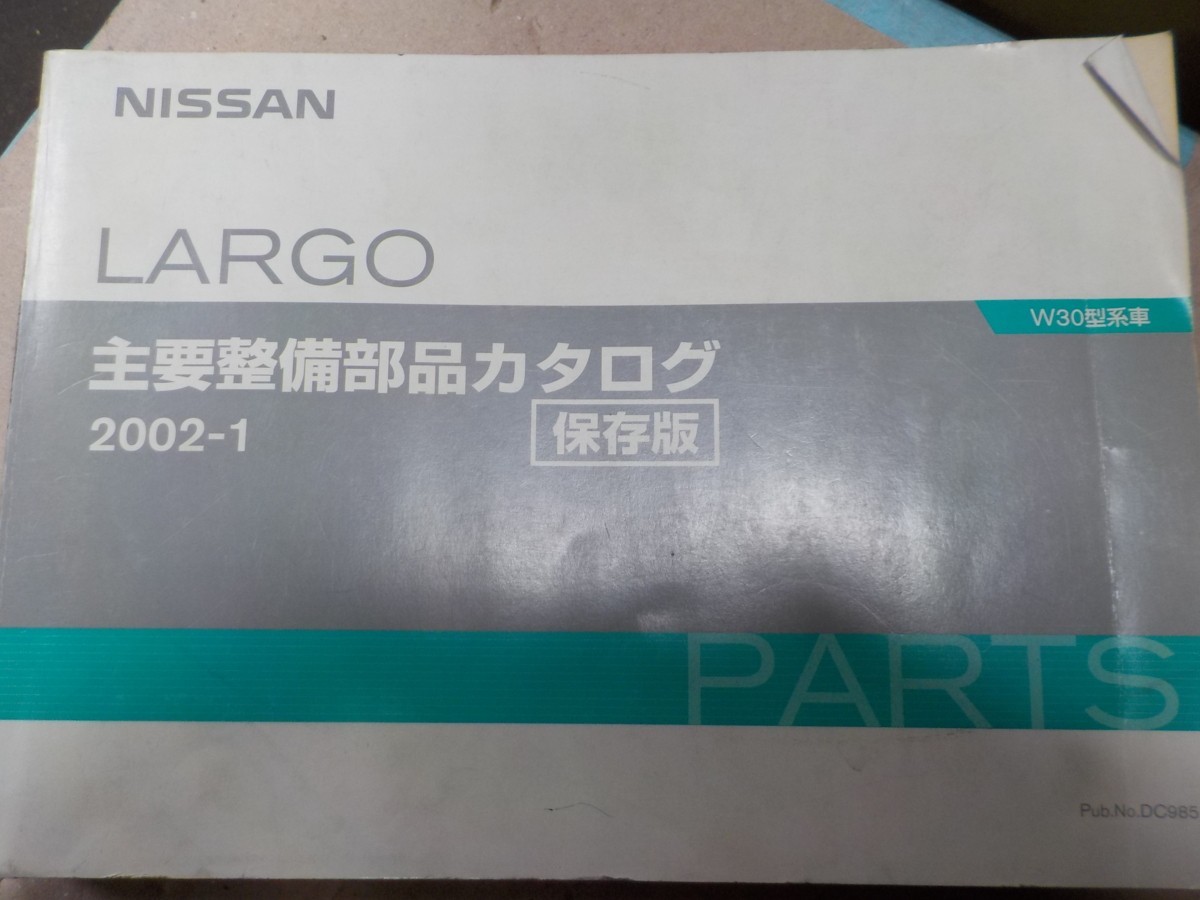 NISSAN
LARGO
W30型系車
主要整備部品カタログ
2002-1
保存版
PARTS
Pub.No.DC985